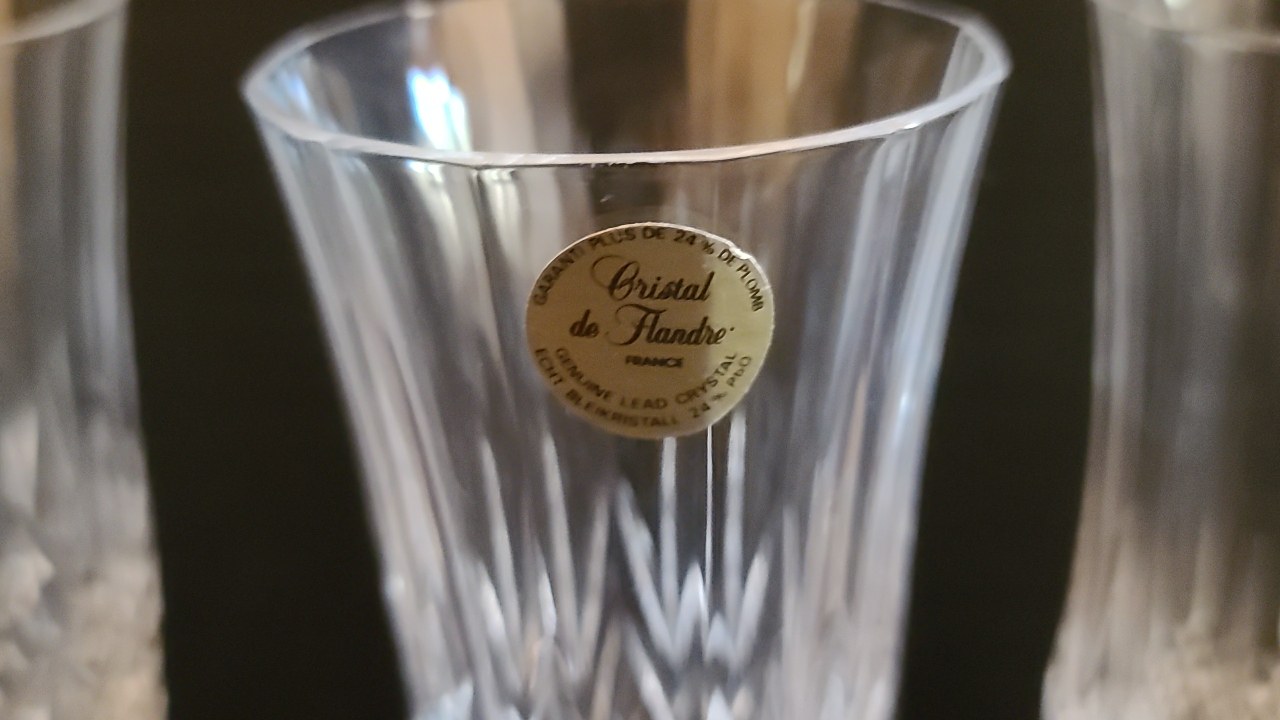 GARANTI PLUS DE 24 % DE PLOMB
Cristal
de Flandre
FRANCE
GENUINE LEAD CRYSTAL
ECHT BLEIKRISTALL 24 % PbO